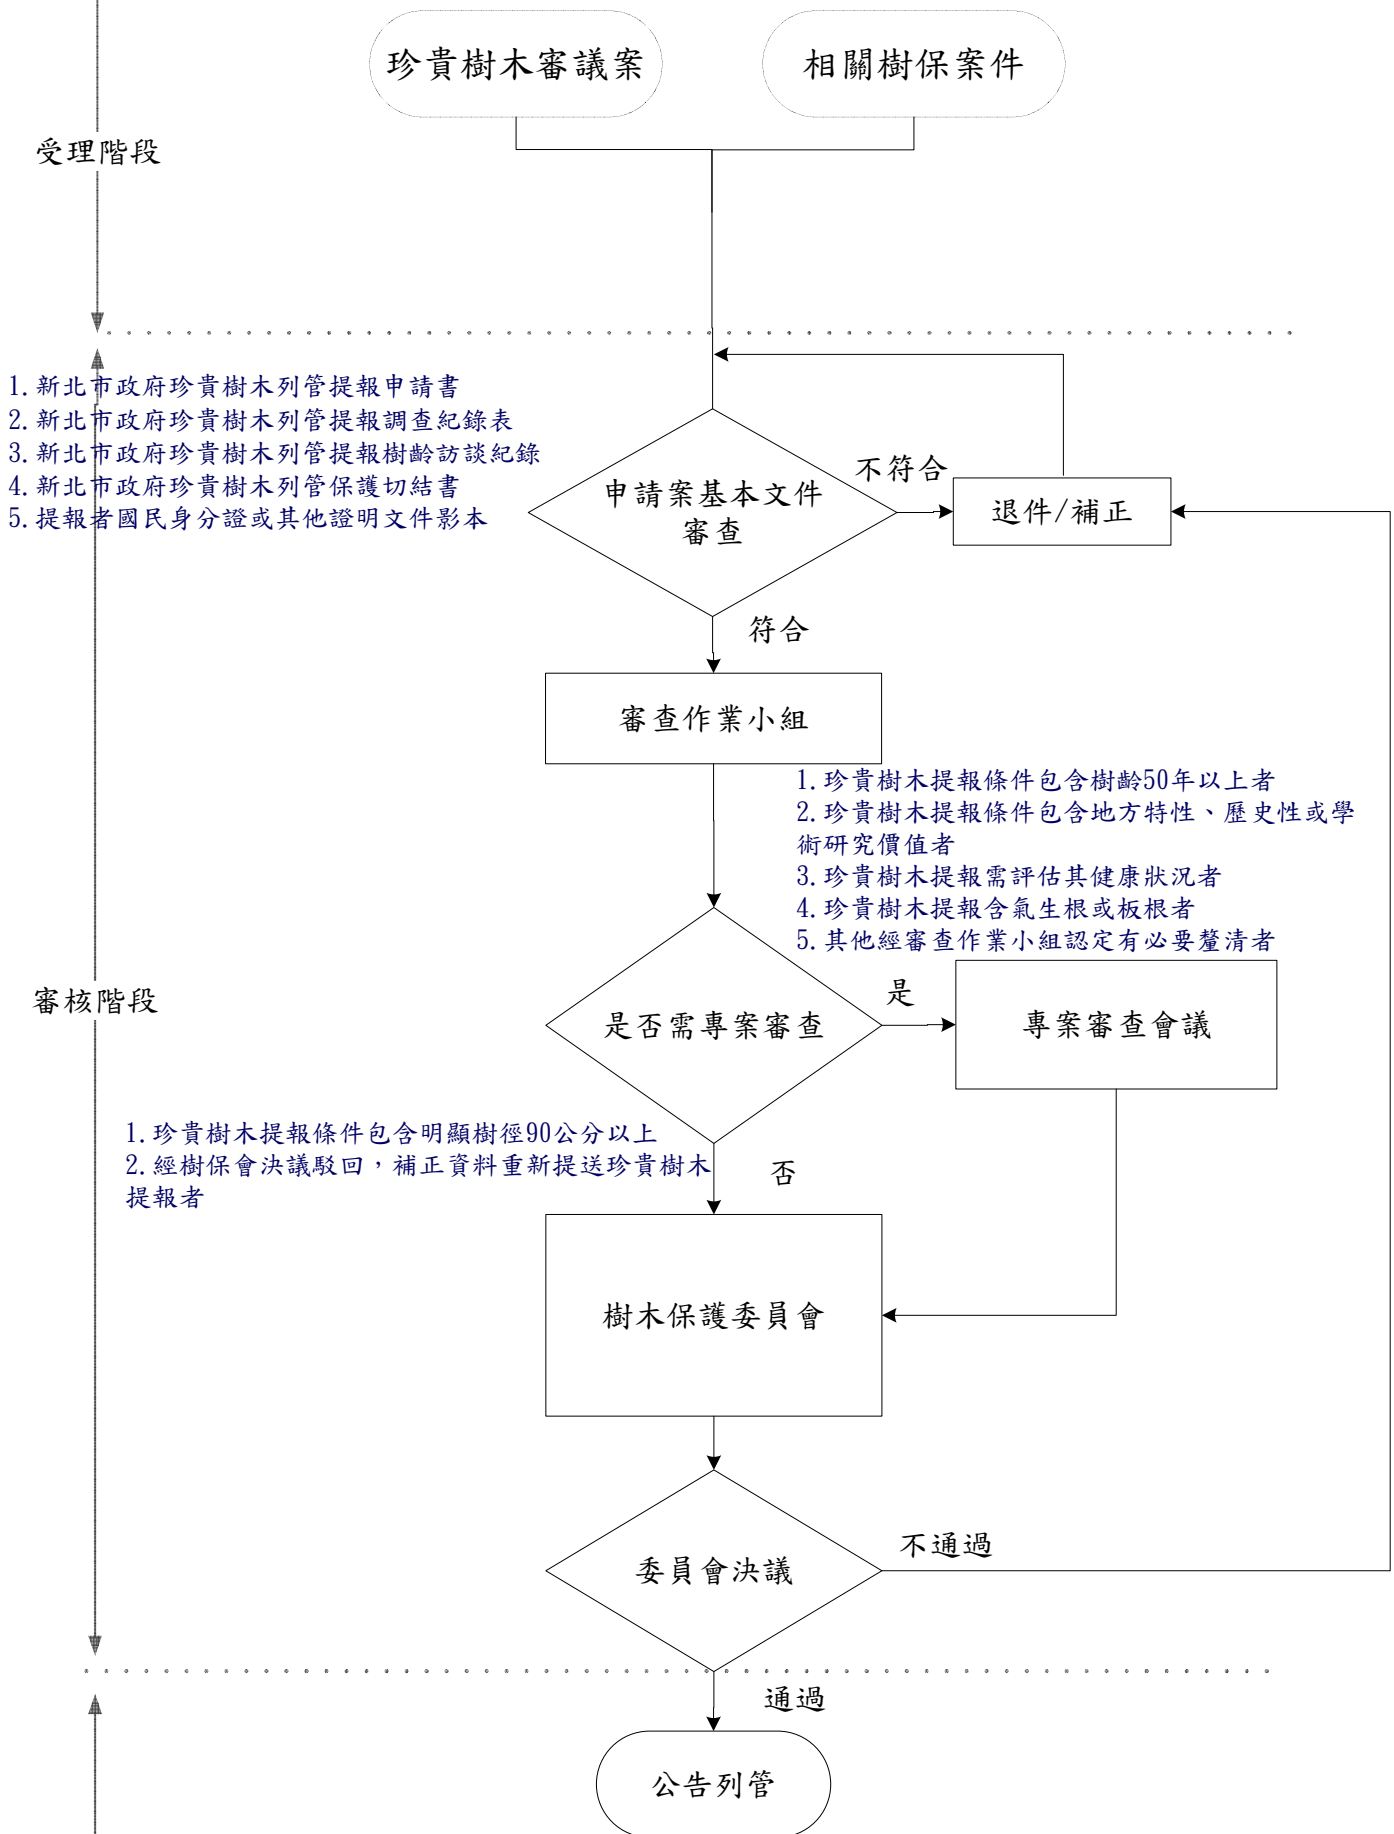 珍貴樹木審議案
相關樹保案件
受理階段
1.新北市政府珍貴樹木列管提報申請書
2.新北市政府珍貴樹木列管提報調查紀錄表
3.新北市政府珍貴樹木列管提報樹齡訪談紀錄
4.新北市政府珍貴樹木列管保護切結書
5.提報者國民身分證或其他證明文件影本
申請案基本文件
審查
不符合
退件/補正
符合
審查作業小組
1.珍貴樹木提報條件包含樹齡50年以上者
2.珍貴樹木提報條件包含地方特性、歷史性或學
術研究價值者
3.珍貴樹木提報需評估其健康狀況者
4.珍貴樹木提報含氣生根或板根者
5.其他經審查作業小組認定有必要釐清者
審核階段
是否需專案審查
是
專案審查會議
1.珍貴樹木提報條件包含明顯樹徑90公分以上
2.經樹保會決議駁回，補正資料重新提送珍貴樹木
提報者
否
樹木保護委員會
委員會決議
不通過
通過
公告列管